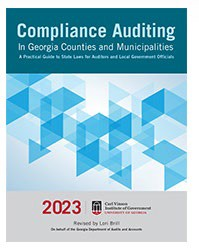 Compliance Auditing
In Georgia Counties and Municipalities
A Practical Guide to State Laws for Auditors and Local Government Officials
2023
Carl Vinson
Institute of Government
UNIVERSITY OF GEORGIA
Revised by Lori Brill
On behalf of the Georgia Department of Audits and Accounts